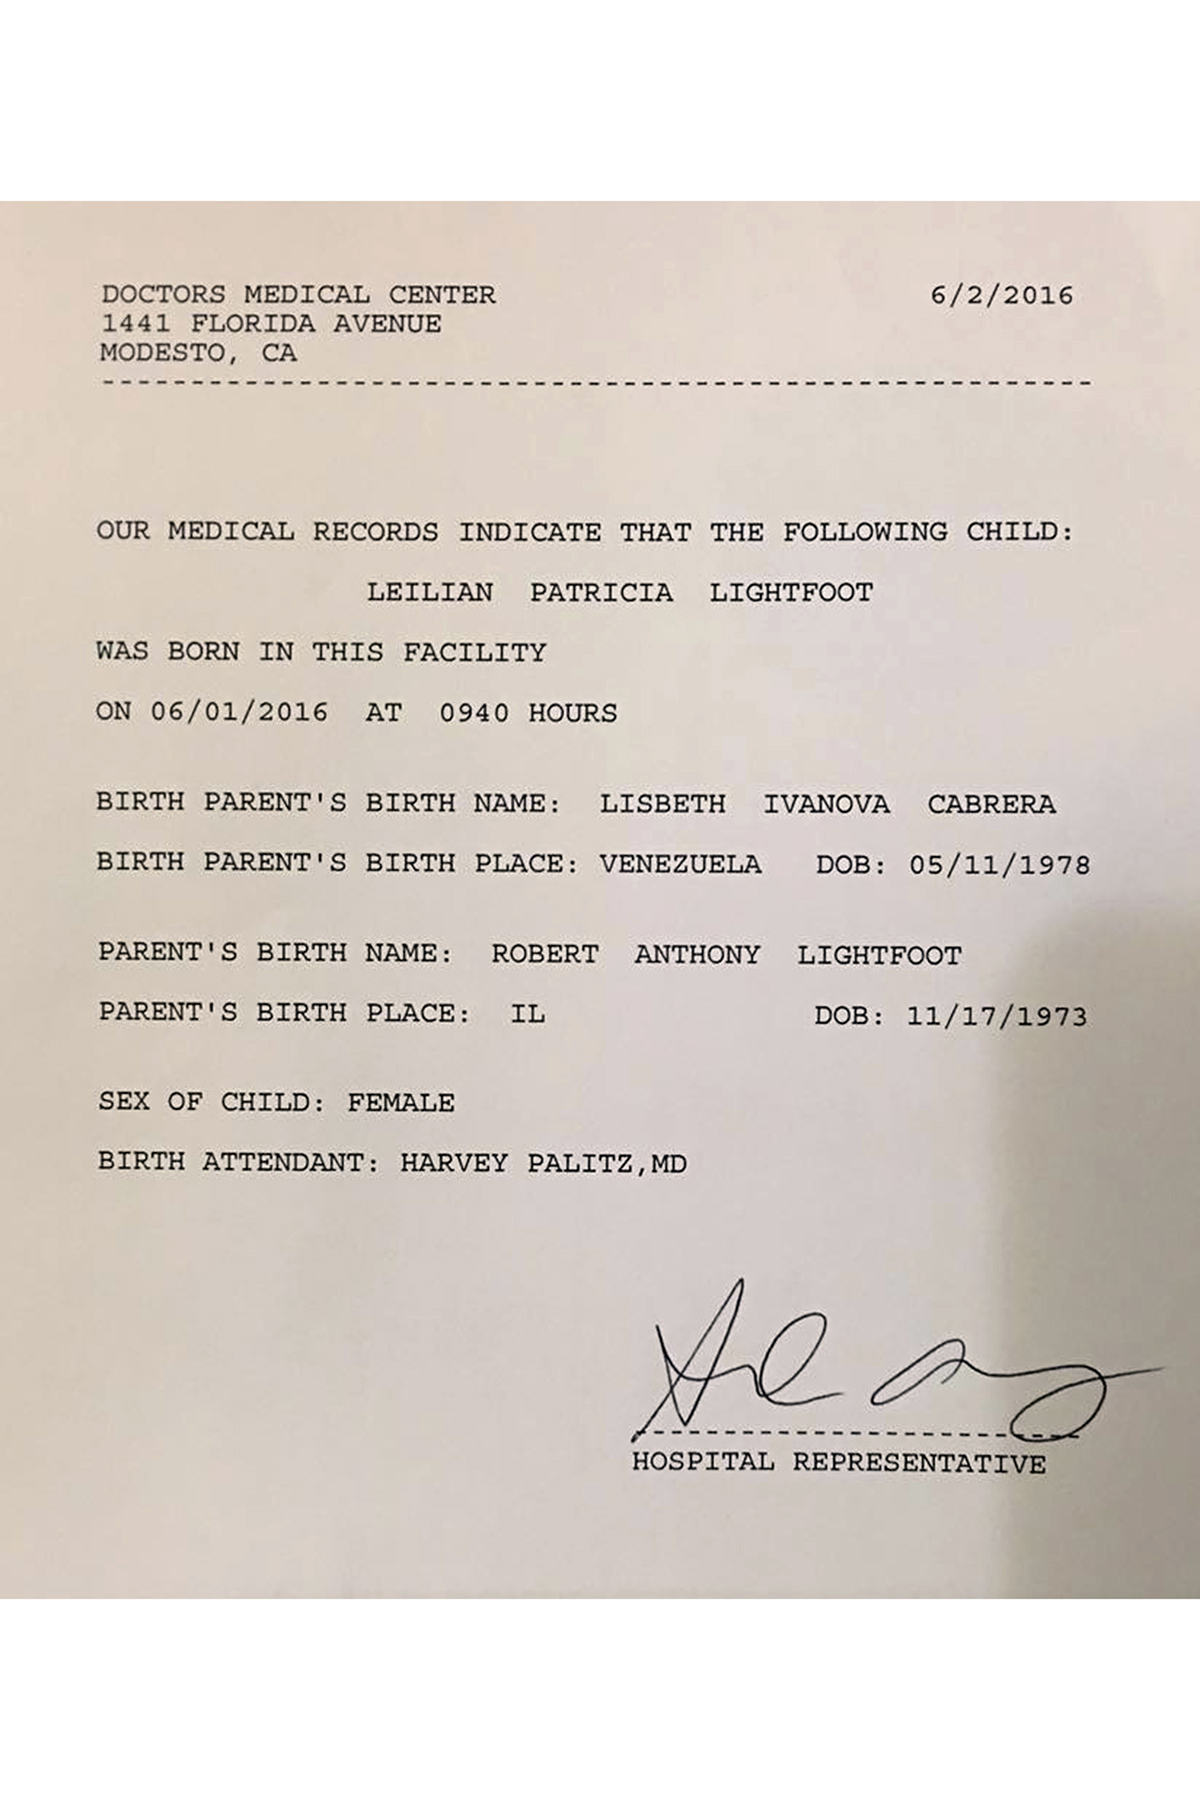 DOCTORS MEDICAL CENTER 6/2/2016
1441 FLORIDA AVENUE
MODESTO, CA
OUR MEDICAL RECORDS INDICATE THAT THE FOLLOWING CHILD:
LEILIAN PATRICIA LIGHTFOOT
WAS BORN IN THIS FACILITY
ON 06/01/2016 AT 0940 HOURS
BIRTH PARENT'S BIRTH NAME: LISBETH IVANOVA CABRERA
BIRTH PARENT'S BIRTH PLACE: VENEZUELA DOB: 05/11/1978
PARENT'S BIRTH NAME: ROBERT ANTHONY LIGHTFOOT
PARENT'S BIRTH PLACE: IL DOB: 11/17/1973
SEX OF CHILD: FEMALE
BIRTH ATTENDANT: HARVEY PALITZ,MD
HOSPITAL REPRESENTATIVE